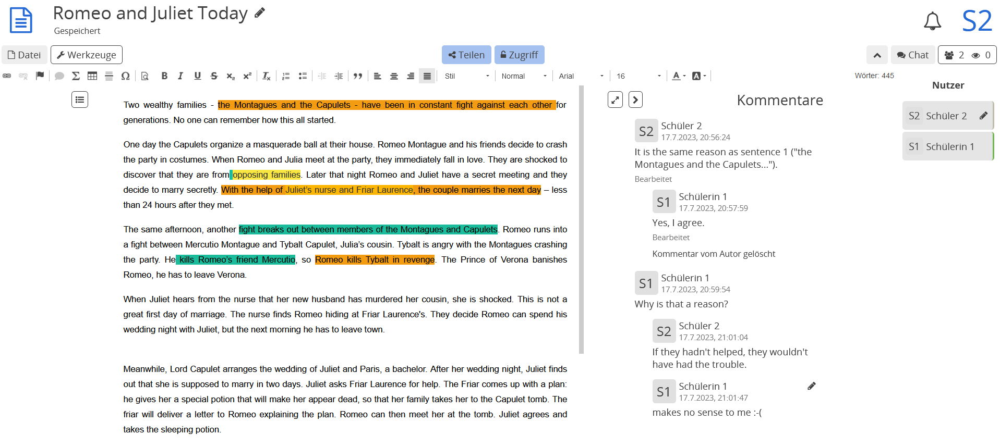 Romeo and Juliet Today
Gespeichert
S2
Datei
Werkzeuge
Teilen
Zugriff
Chat
2
0
Stil
Normal
Arial
16
Wörter: 445
Two wealthy families - the Montagues and the Capulets - have been in constant fight against each other for
generations. No one can remember how this all started.
One day the Capulets organize a masquerade ball at their house. Romeo Montague and his friends decide to crash
the party in costumes. When Romeo and Julia meet at the party, they immediately fall in love. They are shocked to
discover that they are from opposing families. Later that night Romeo and Juliet have a secret meeting and they
decide to marry secretly. With the help of Juliet’s nurse and Friar Laurence, the couple marries the next day – less
than 24 hours after they met.
The same afternoon, another fight breaks out between members of the Montagues and Capulets. Romeo runs into
a fight between Mercutio Montague and Tybalt Capulet, Julia’s cousin. Tybalt is angry with the Montagues crashing
the party. He kills Romeo’s friend Mercutio, so Romeo kills Tybalt in revenge. The Prince of Verona banishes
Romeo, he has to leave Verona.
When Juliet hears from the nurse that her new husband has murdered her cousin, she is shocked. This is not a
great first day of marriage. The nurse finds Romeo hiding at Friar Laurence's. They decide Romeo can spend his
wedding night with Juliet, but the next morning he has to leave town.
Meanwhile, Lord Capulet arranges the wedding of Juliet and Paris, a bachelor. After her wedding night, Juliet finds
out that she is supposed to marry in two days. Juliet asks Friar Laurence for help. The Friar comes up with a plan:
he gives her a special potion that will make her appear dead, so that her family takes her to the Capulet tomb. The
friar will deliver a letter to Romeo explaining the plan. Romeo can then meet her at the tomb. Juliet agrees and
takes the sleeping potion.
Kommentare
S2
Schüler 2
17.7.2023, 20:56:24
It is the same reason as sentence 1 ("the
Montagues and the Capulets...").
Bearbeitet
S1
Schülerin 1
17.7.2023, 20:57:59
Yes, I agree.
Bearbeitet
Kommentar vom Autor gelöscht
S1
Schülerin 1
17.7.2023, 20:59:54
Why is that a reason?
S2
Schüler 2
17.7.2023, 21:01:04
If they hadn't helped, they wouldn't
have had the trouble.
S1
Schülerin 1
17.7.2023, 21:01:47
makes no sense to me :-(
Nutzer
S2 Schüler 2
S1 Schülerin 1